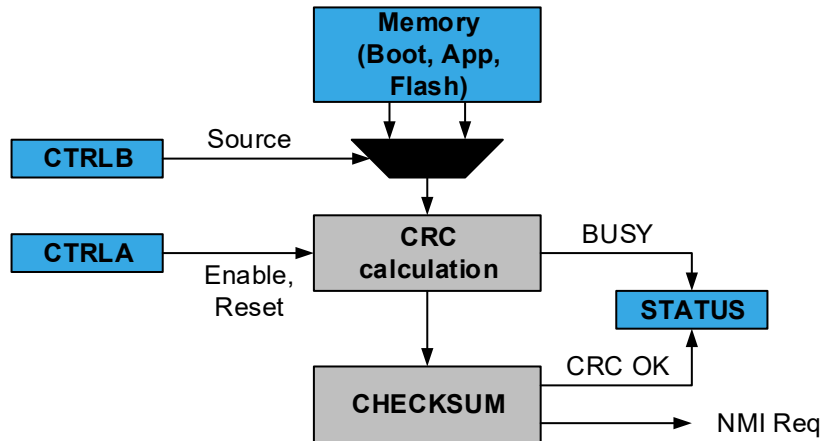 Memory
(Boot, App,
Flash)
Source
CTRLB
CTRLA
Enable,
Reset
CRC
calculation
BUSY
STATUS
CRC OK
CHECKSUM
NMI Req